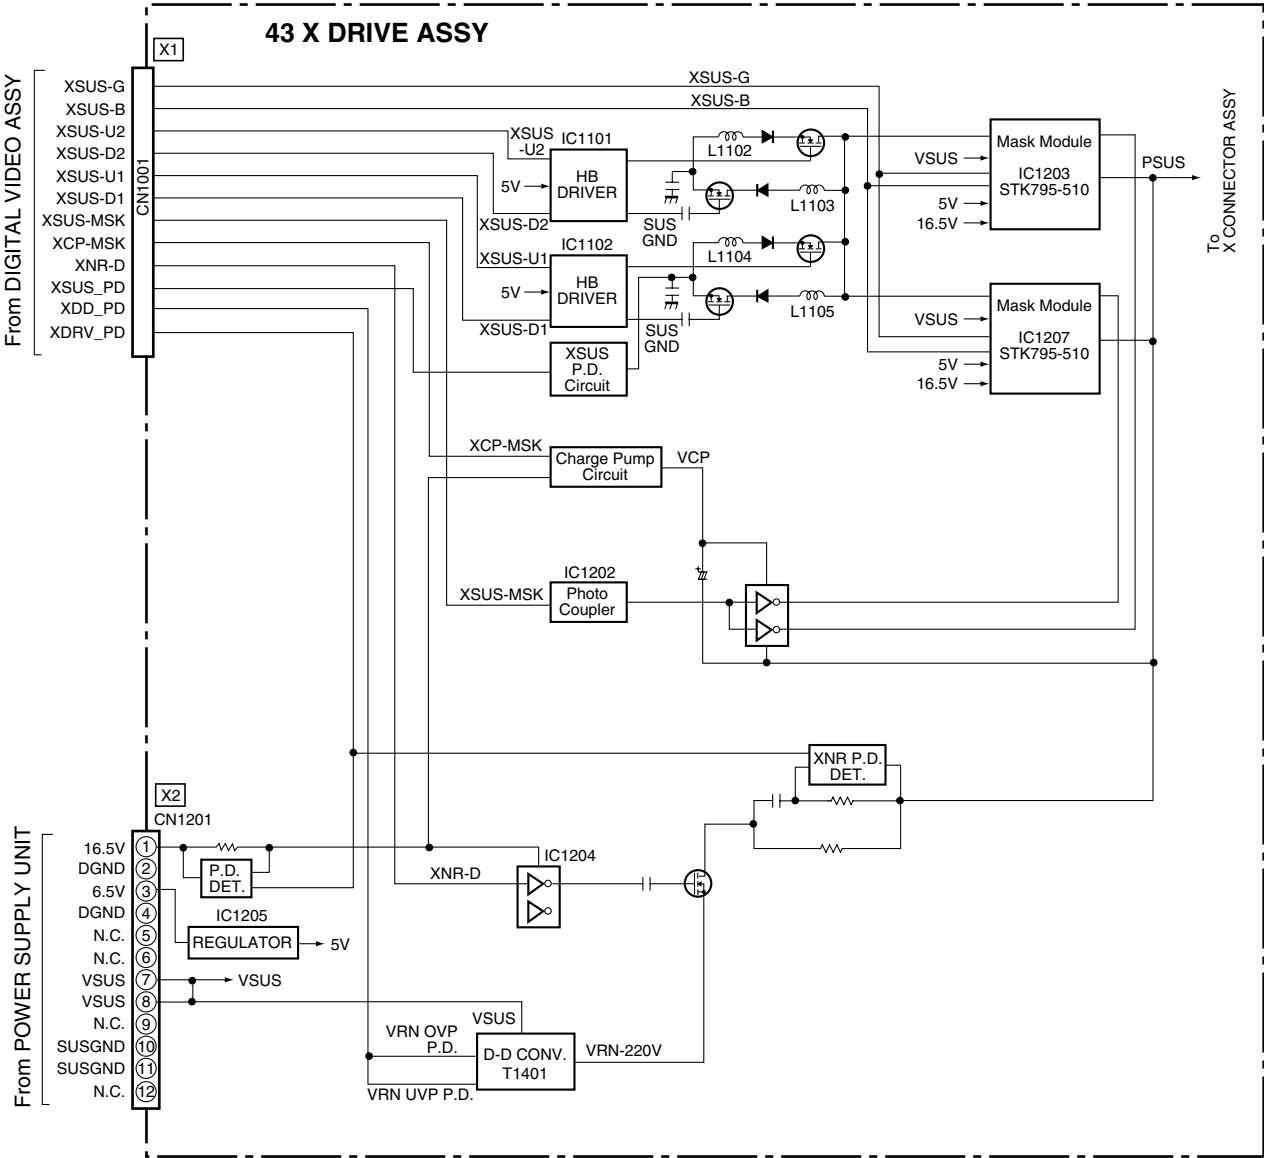 43 X DRIVE ASSY
X1
From DIGITAL VIDEO ASSY
CN1001
XSUS-G
XSUS-B
XSUS-U2
XSUS-D2
XSUS-U1
XSUS-D1
XSUS-MSK
XCP-MSK
XNR-D
XSUS_PD
XDD_PD
XDRV_PD
XSUS-G
XSUS-B
XSUS
-U2
IC1101
HB
DRIVER
5V
XSUS-D2
L1102
L1103
SUS
GND
IC1102
XSUS-U1
HB
DRIVER
5V
XSUS-D1
L1104
L1105
SUS
GND
XSUS
P.D.
Circuit
Mask Module
IC1203
STK795-510
VSUS
5V
16.5V
PSUS
To
X CONNECTOR ASSY
Mask Module
IC1207
STK795-510
VSUS
5V
16.5V
XCP-MSK
Charge Pump
Circuit
VCP
+
IC1202
XSUS-MSK
Photo
Coupler
XNR P.D.
DET.
X2
CN1201
From POWER SUPPLY UNIT
16.5V 1
DGND 2
6.5V 3
DGND 4
N.C. 5
N.C. 6
VSUS 7
VSUS 8
N.C. 9
SUSGND 10
SUSGND 11
N.C. 12
P.D.
DET.
IC1205
REGULATOR
5V
VSUS
XNR-D
IC1204
VSUS
VRN OVP
P.D.
D-D CONV.
T1401
VRN-220V
VRN UVP P.D.